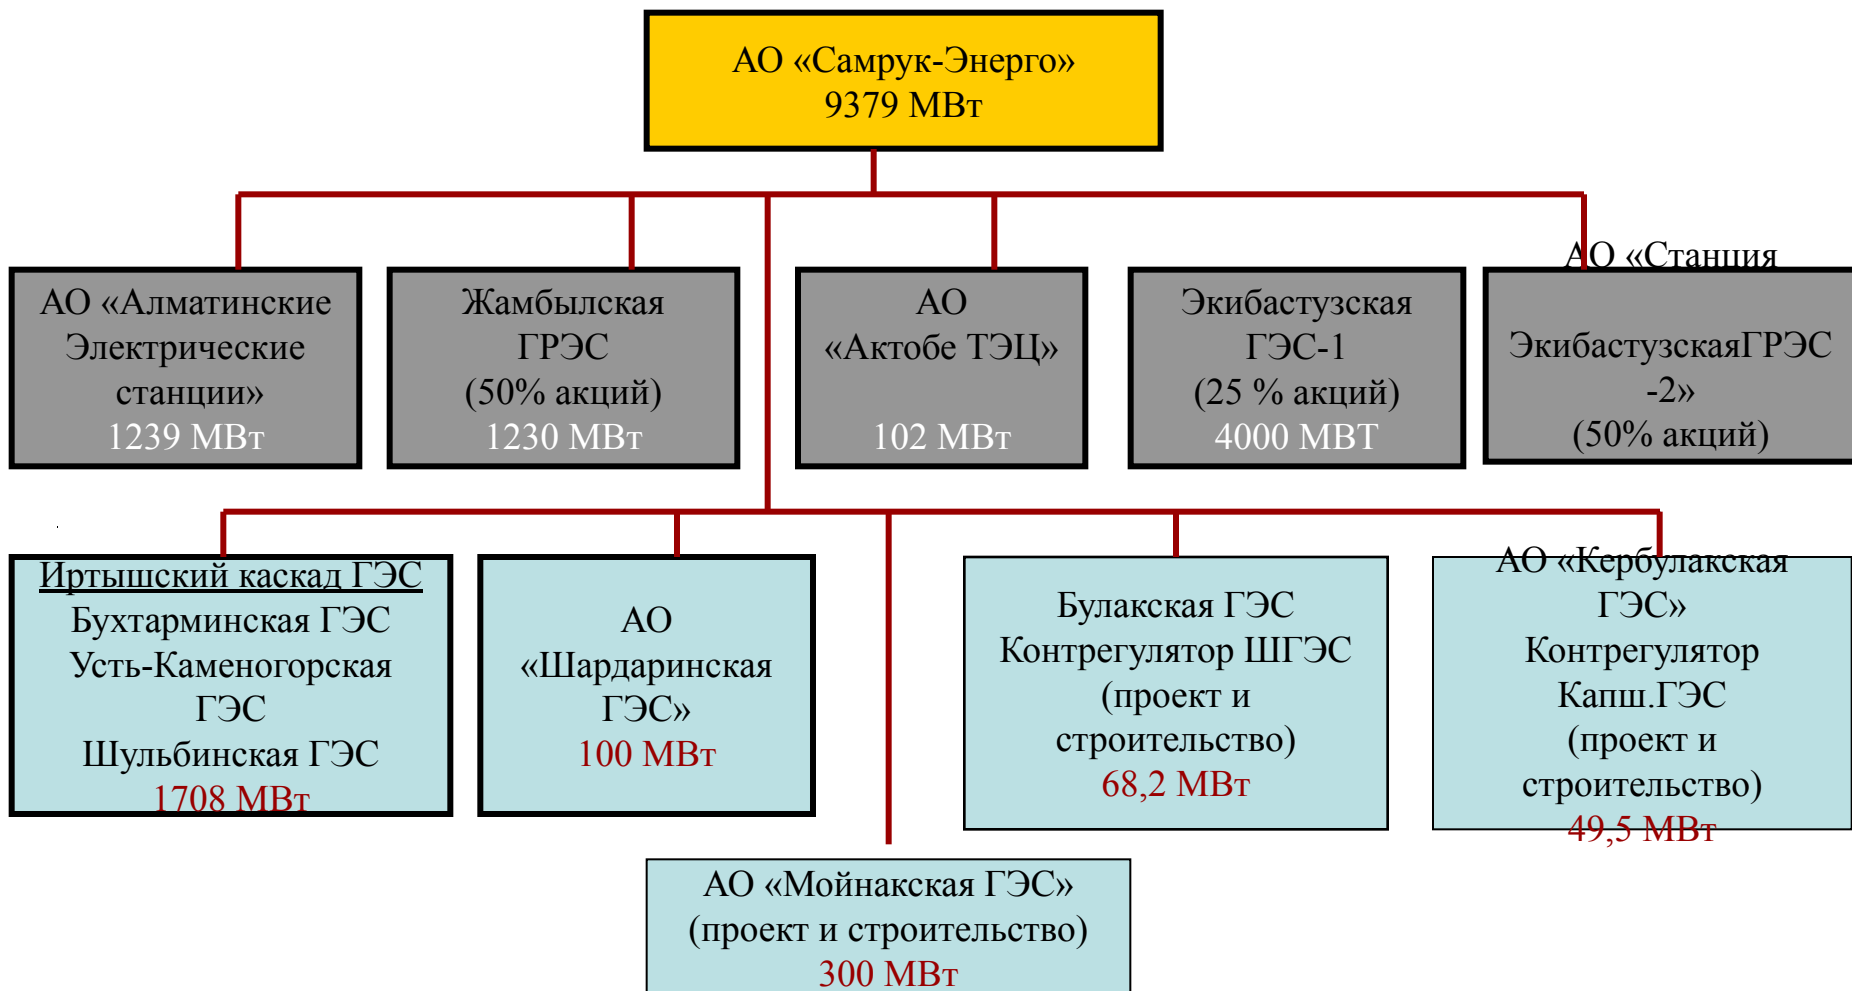 АО «Самрук-Энерго»
9379 МВт
АО «Алматинские
Электрические
станции»
1239 МВт
Жамбылская
ГРЭС
(50% акций)
1230 МВт
АО
«Актобе ТЭЦ»
102 МВт
Экибастузская
ГЭС-1
(25 % акций)
4000 МВТ
АО «Станция
ЭкибастузскаяГРЭС
-2»
(50% акций)
Иртышский каскад ГЭС
Бухтарминская ГЭС
Усть-Каменогорская
ГЭС
Шульбинская ГЭС
1708 МВт
АО
«Шардаринская
ГЭС»
100 МВт
Булакская ГЭС
Контрегулятор ШГЭС
(проект и
строительство)
68,2 МВт
АО «Кербулакская
ГЭС»
Контрегулятор
Капш.ГЭС
(проект и
строительство)
49,5 МВт
АО «Мойнакская ГЭС»
(проект и строительство)
300 МВт